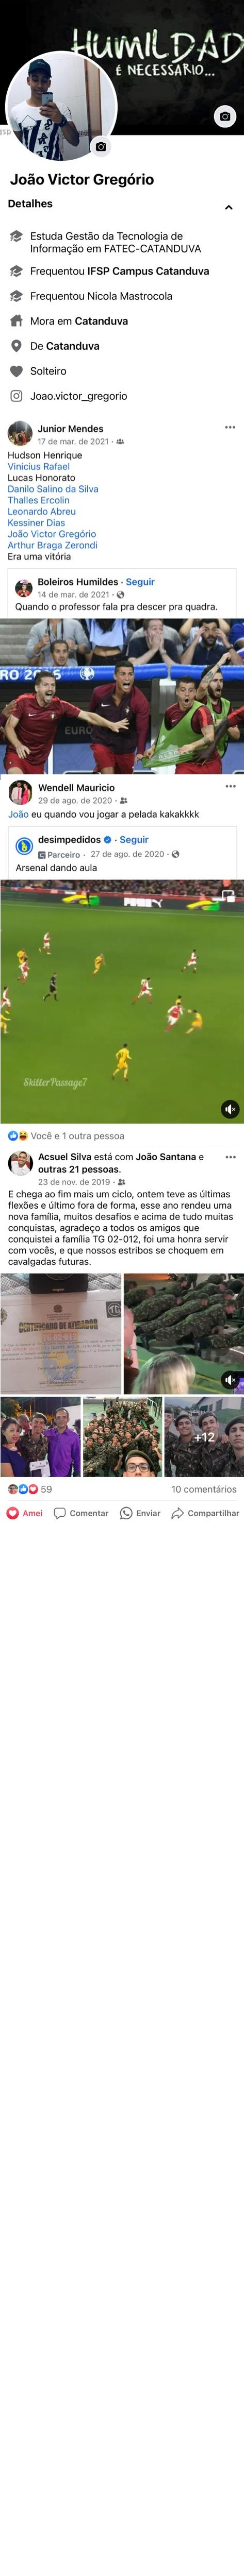 HUMILDAD
É NECESSÁRIO...
João Victor Gregório
Detalhes
Estuda Gestão da Tecnologia de
Informação em FATEC-CATANDUVA
Frequentou IFSP Campus Catanduva
Frequentou Nicola Mastrocola
Mora em Catanduva
De Catanduva
Solteiro
Joao.victor_gregorio
Junior Mendes
17 de mar. de 2021 ·
Hudson Henrique
Vinicius Rafael
Lucas Honorato
Danilo Salino da Silva
Thalles Ercolin
Leonardo Abreu
Kessiner Dias
João Victor Gregório
Arthur Braga Zerondi
Era uma vitória
Boleiros Humildes · Seguir
14 de mar. de 2021 ·
Quando o professor fala pra descer pra quadra.
EURO
Wendell Mauricio
29 de ago. de 2020 ·
João eu quando vou jogar a pelada kakakkkk
desimpedidos · Seguir
Parceiro · 27 de ago. de 2020 ·
Arsenal dando aula
SkillerPassage7
Você e 1 outra pessoa
Acsuel Silva está com João Santana e
outras 21 pessoas.
23 de nov. de 2019 ·
E chega ao fim mais um ciclo, ontem teve as últimas
flexões e último fora de forma, esse ano rendeu uma
nova família, muitos desafios e acima de tudo muitas
conquistas, agradeço a todos os amigos que
conquistei a família TG 02-012, foi uma honra servir
com vocês, e que nossos estribos se choquem em
cavalgadas futuras.
CERTIFICADO DE ATIRADOR
+12
59
10 comentários
Amei
Comentar
Enviar
Compartilhar